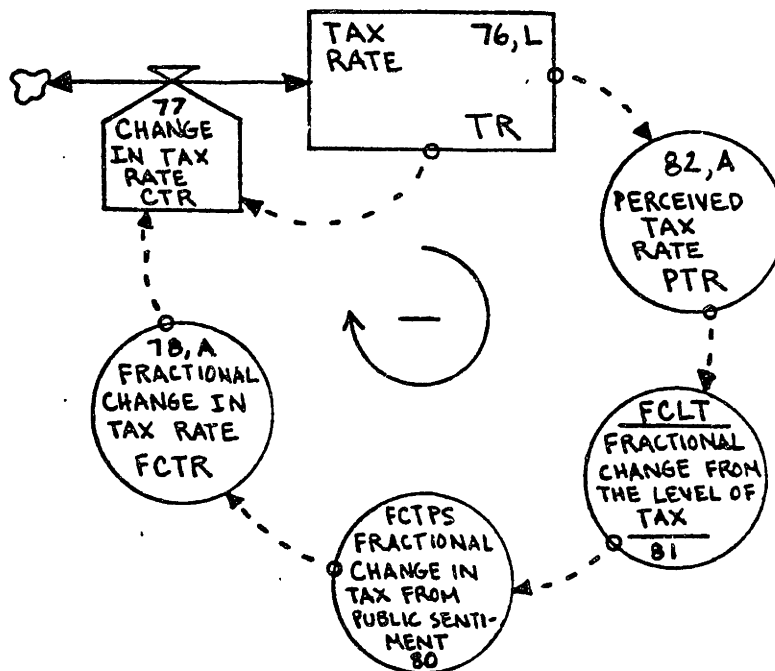 TAX 76, L
RATE
TR
77
CHANGE
IN TAX
RATE
CTR
82, A
PERCEIVED
TAX
RATE
PTR
—
78, A
FRACTIONAL
CHANGE IN
TAX RATE
FCTR
FCLT
FRACTIONAL
CHANGE FROM
THE LEVEL OF
TAX
81
FCTPS
FRACTIONAL
CHANGE IN
TAX FROM
PUBLIC SENTI-
MENT
80